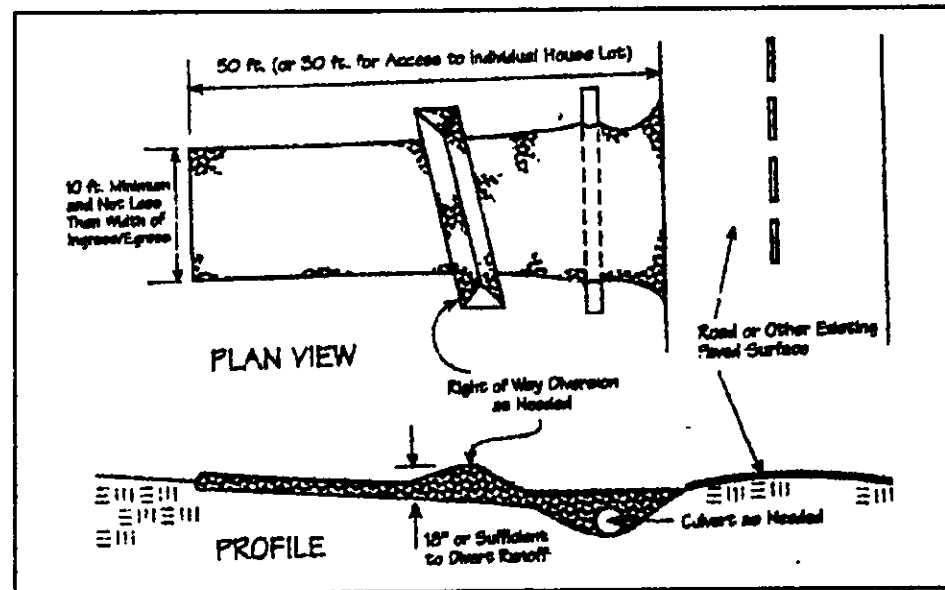 50 ft. (or 30 ft. for Access to Individual House Lot)
10 ft. Minimum
and Not Less
Than Width of
Ingress/Egress
PLAN VIEW
Road or Other Existing
Paved Surface
Right of Way Diversion
as Needed
18" or Sufficient
to Divert Runoff
Culvert as Needed
PROFILE